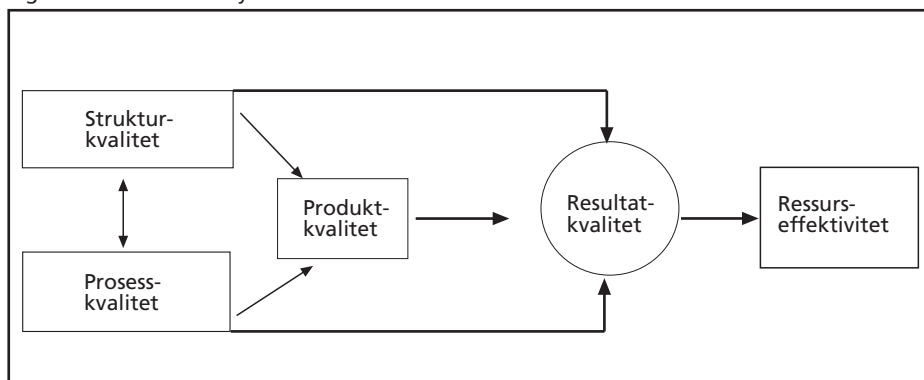 Struktur-
kvalitet
Produkt-
kvalitet
Prosess-
kvalitet
Resultat-
kvalitet
Ressurs-
effektivitet